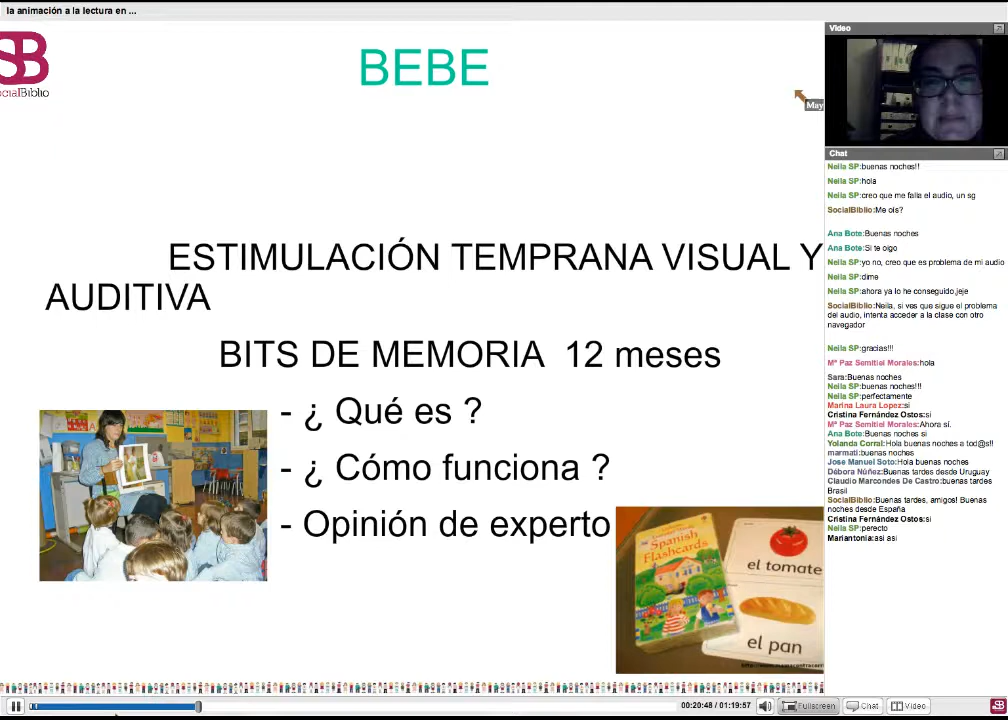 la animación a la lectura en ...
SB
ocialBiblio
BEBE
May
ESTIMULACIÓN TEMPRANA VISUAL Y
AUDITIVA
BITS DE MEMORIA 12 meses
- ¿ Qué es ?
- ¿ Cómo funciona ?
- Opinión de experto
Spanish
Flashcards
el tomate
el pan
Video
Chat
Neila SP:buenas noches!!
Neila SP:hola
Neila SP:creo que me falla el audio, un sg
SocialBiblio:Me ois?
Ana Bote:Buenas noches
Ana Bote:Si te oigo
Neila SP:yo no, creo que es problema de mi audio
Neila SP:dime
Neila SP:ahora ya lo he conseguido,jeje
SocialBiblio:Neila, si ves que sigue el problema
del audio, intenta acceder a la clase con otro
navegador
Neila SP:gracias!!!
Mª Paz Semitiel Morales:hola
Sara:Buenas noches
Neila SP:buenas noches!!!
Neila SP:perfectamente
Marina Laura Lopez:si
Cristina Fernández Ostos:si
Mª Paz Semitiel Morales:Ahora sí.
Ana Bote:Buenas noches si
Yolanda Corral:Hola buenas noches a tod@s!!
marmati:buenas noches
Jose Manuel Soto:Hola buenas noches
Débora Núñez:Buenas tardes desde Uruguay
Claudio Marcondes De Castro:buenas tardes
Brasil
SocialBiblio:Buenas tardes, amigos! Buenas
noches desde España
Cristina Fernández Ostos:si
Neila SP:perecto
Mariantonia:asi asi
00:20:48 / 01:19:57
Fullscreen
Chat
Video
SB